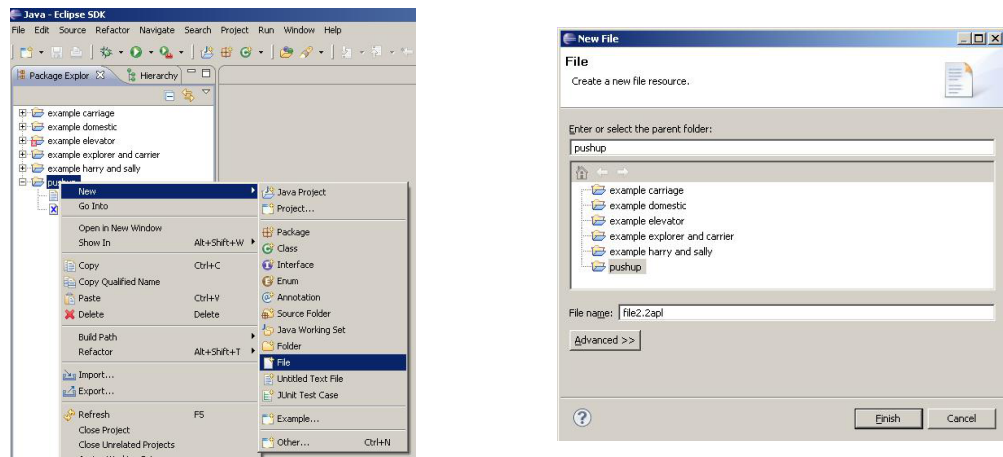 Java - Eclipse SDK
File Edit Source Refactor Navigate Search Project Run Window Help
Package Explor Hierarchy
example carriage
example domestic
example elevator
example explorer and carrier
example harry and sally
New
Go Into
Open in New Window
Show In Alt+Shift+W
Copy Ctrl+C
Copy Qualified Name
Paste Ctrl+V
Delete Delete
Build Path
Refactor Alt+Shift+T
Import...
Export...
Refresh F5
Close Project
Close Unrelated Projects
Java Project
Project...
Package
Class
Interface
Enum
Annotation
Source Folder
Java Working Set
Folder
File
Untitled Text File
JUnit Test Case
Example...
Other... Ctrl+N
New File
File
Create a new file resource.
Enter or select the parent folder:
pushup
example carriage
example domestic
example elevator
example explorer and carrier
example harry and sally
pushup
File name: file2.2apl
Advanced >>
Finish Cancel